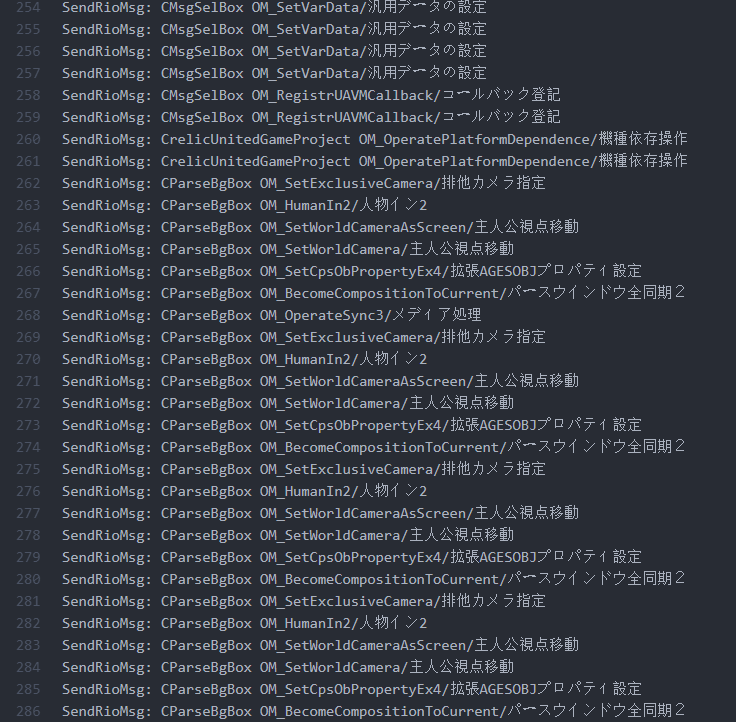 254 SendRioMsg: CMsgSelBox OM_SetVarData/汎用データの設定
255 SendRioMsg: CMsgSelBox OM_SetVarData/汎用データの設定
256 SendRioMsg: CMsgSelBox OM_SetVarData/汎用データの設定
257 SendRioMsg: CMsgSelBox OM_SetVarData/汎用データの設定
258 SendRioMsg: CMsgSelBox OM_RegistrUAVMCallback/コールバック登記
259 SendRioMsg: CMsgSelBox OM_RegistrUAVMCallback/コールバック登記
260 SendRioMsg: CrelicUnitedGameProject OM_OperatePlatformDependence/機種依存操作
261 SendRioMsg: CrelicUnitedGameProject OM_OperatePlatformDependence/機種依存操作
262 SendRioMsg: CParseBgBox OM_SetExclusiveCamera/排他カメラ指定
263 SendRioMsg: CParseBgBox OM_HumanIn2/人物イン2
264 SendRioMsg: CParseBgBox OM_SetWorldCameraAsScreen/主人公視点移動
265 SendRioMsg: CParseBgBox OM_SetWorldCamera/主人公視点移動
266 SendRioMsg: CParseBgBox OM_SetCpsObPropertyEx4/拡張AGESOBJプロパティ設定
267 SendRioMsg: CParseBgBox OM_BecomeCompositionToCurrent/パースウインドウ全同期２
268 SendRioMsg: CParseBgBox OM_OperateSync3/メディア処理
269 SendRioMsg: CParseBgBox OM_SetExclusiveCamera/排他カメラ指定
270 SendRioMsg: CParseBgBox OM_HumanIn2/人物イン2
271 SendRioMsg: CParseBgBox OM_SetWorldCameraAsScreen/主人公視点移動
272 SendRioMsg: CParseBgBox OM_SetWorldCamera/主人公視点移動
273 SendRioMsg: CParseBgBox OM_SetCpsObPropertyEx4/拡張AGESOBJプロパティ設定
274 SendRioMsg: CParseBgBox OM_BecomeCompositionToCurrent/パースウインドウ全同期２
275 SendRioMsg: CParseBgBox OM_SetExclusiveCamera/排他カメラ指定
276 SendRioMsg: CParseBgBox OM_HumanIn2/人物イン2
277 SendRioMsg: CParseBgBox OM_SetWorldCameraAsScreen/主人公視点移動
278 SendRioMsg: CParseBgBox OM_SetWorldCamera/主人公視点移動
279 SendRioMsg: CParseBgBox OM_SetCpsObPropertyEx4/拡張AGESOBJプロパティ設定
280 SendRioMsg: CParseBgBox OM_BecomeCompositionToCurrent/パースウインドウ全同期２
281 SendRioMsg: CParseBgBox OM_SetExclusiveCamera/排他カメラ指定
282 SendRioMsg: CParseBgBox OM_HumanIn2/人物イン2
283 SendRioMsg: CParseBgBox OM_SetWorldCameraAsScreen/主人公視点移動
284 SendRioMsg: CParseBgBox OM_SetWorldCamera/主人公視点移動
285 SendRioMsg: CParseBgBox OM_SetCpsObPropertyEx4/拡張AGESOBJプロパティ設定
286 SendRioMsg: CParseBgBox OM_BecomeCompositionToCurrent/パースウインドウ全同期２